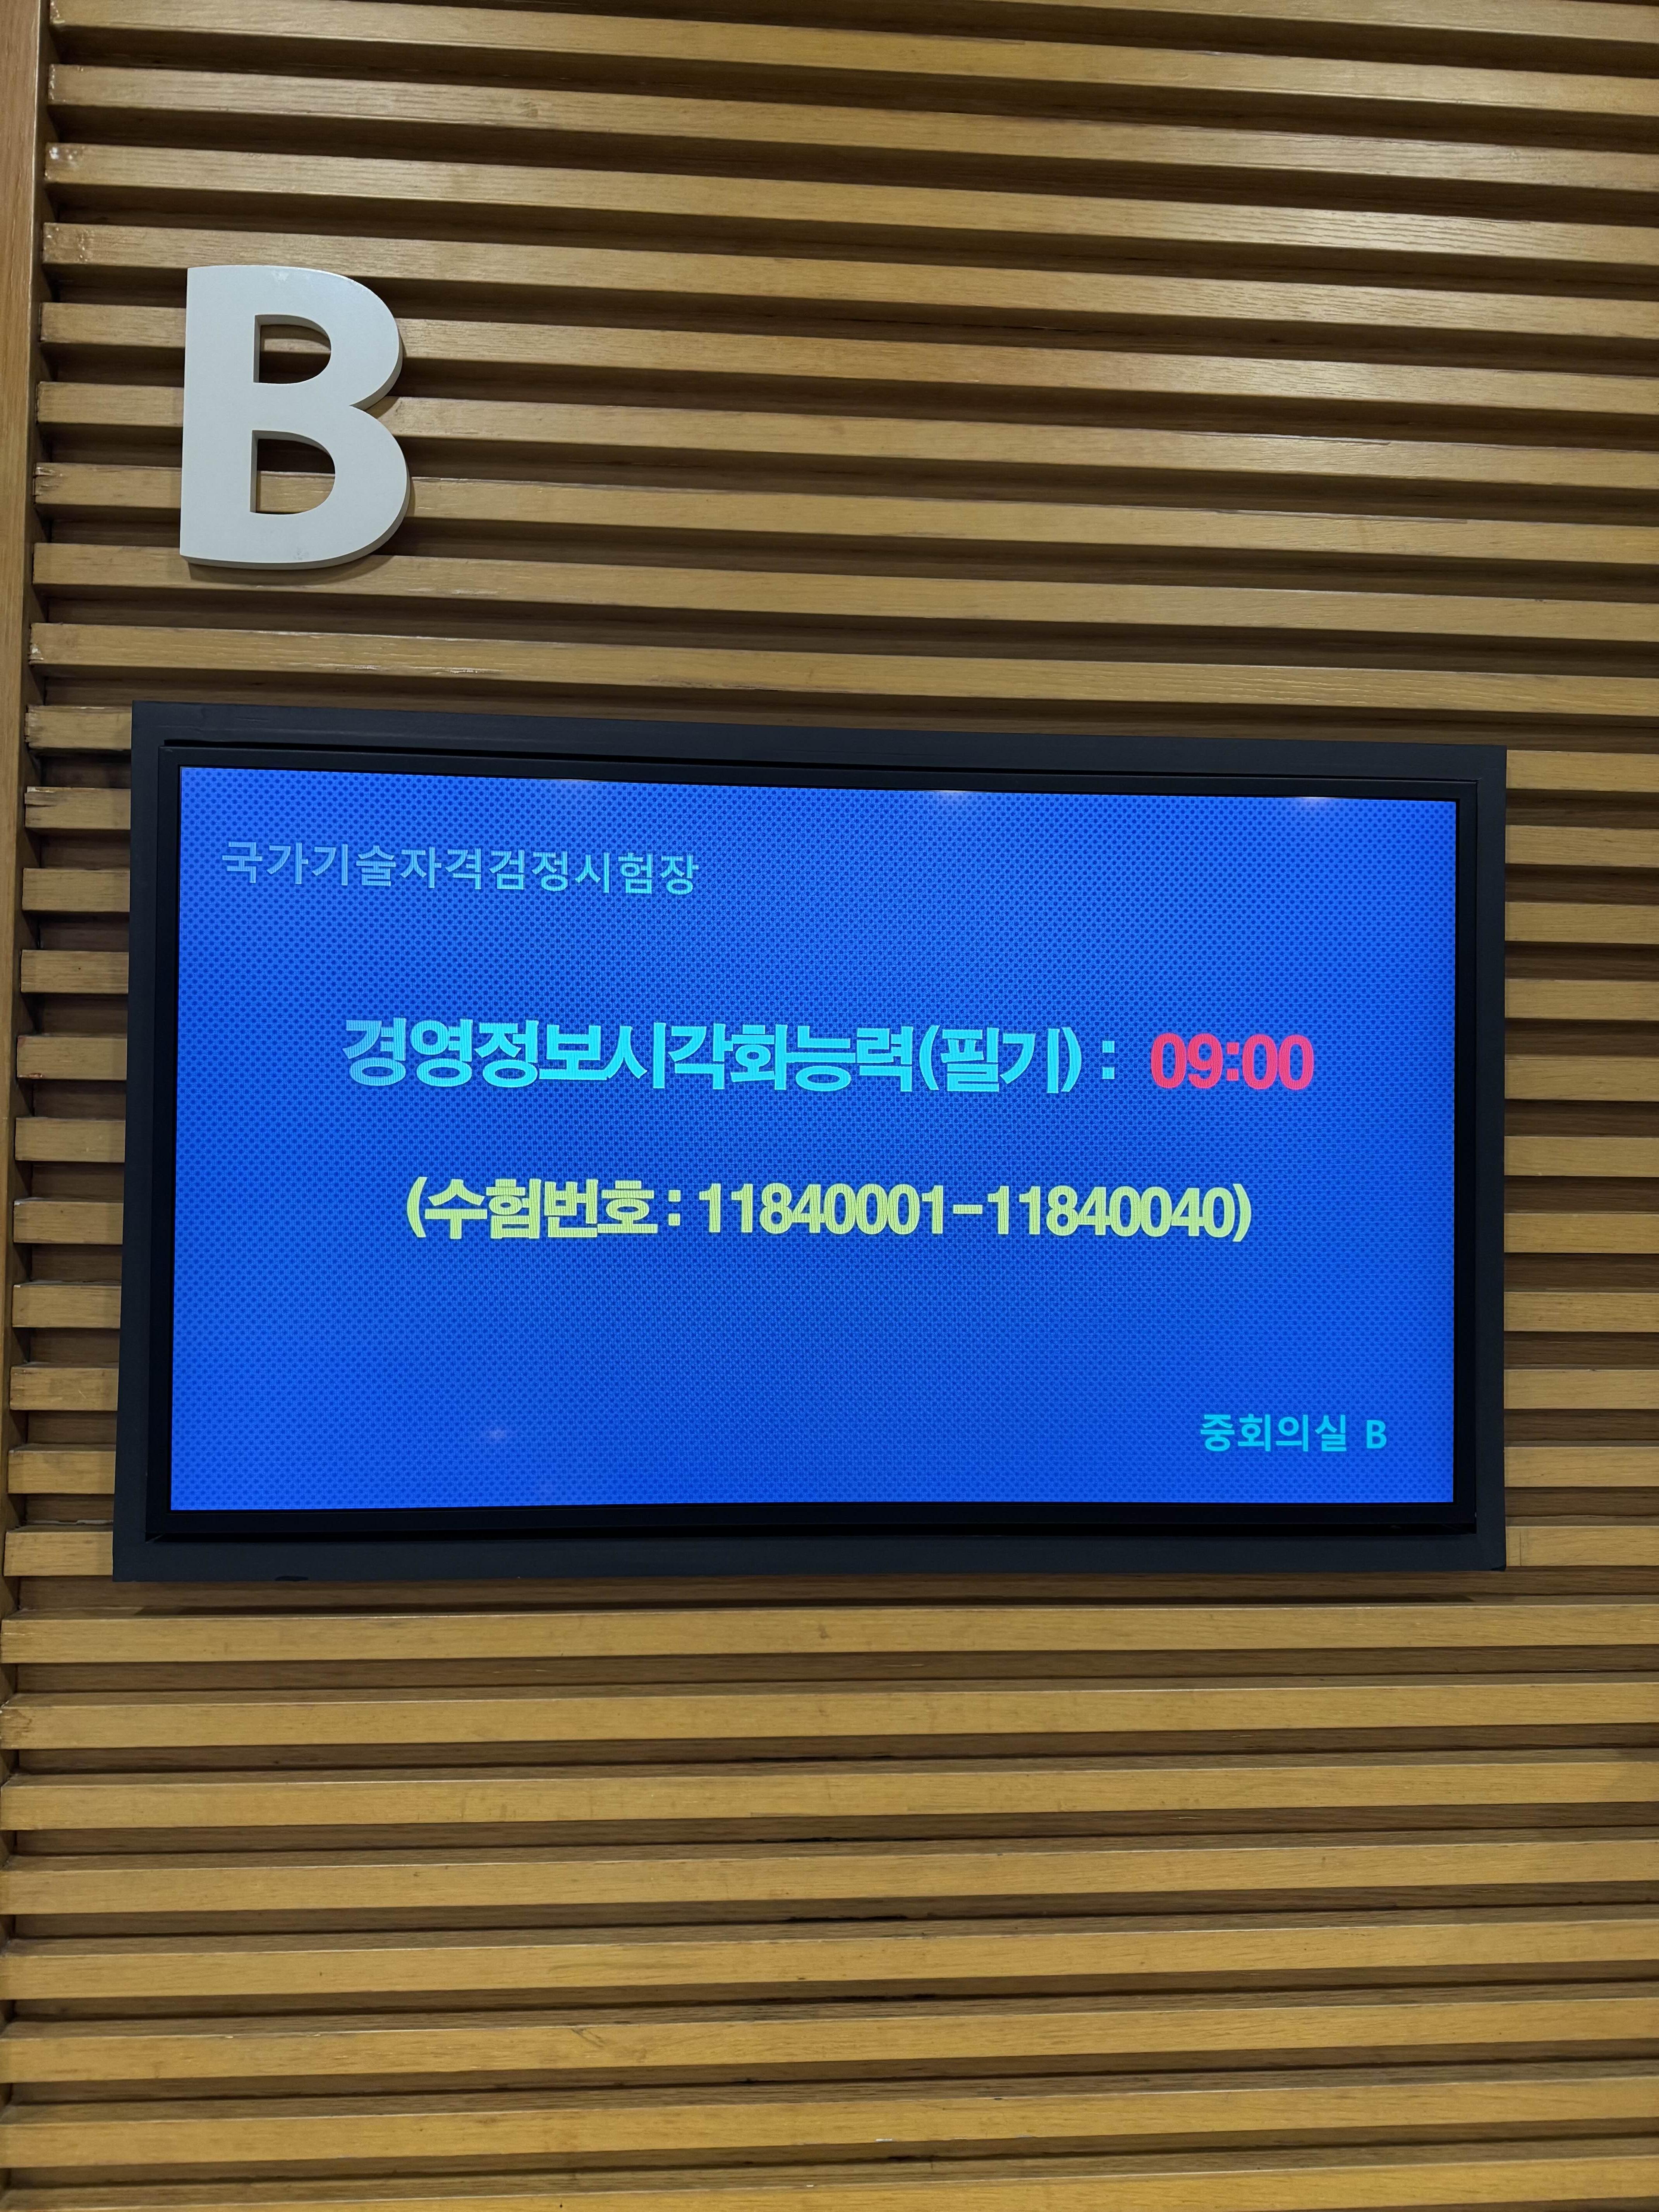 B
국가기술자격검정시험장
경영정보시각화능력(필기) : 09:00
(수험번호 : 11840001-11840040)
중회의실 B